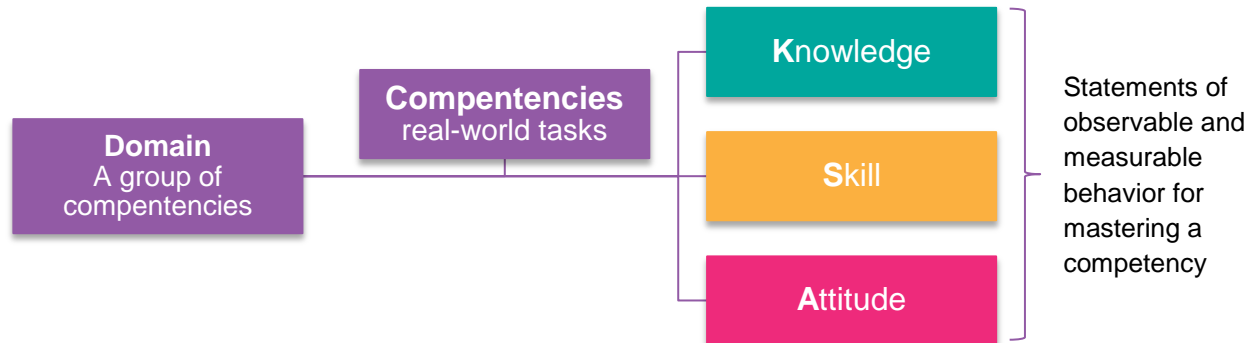 Domain
A group of
compentencies
Compentencies
real-world tasks
Knowledge
Skill
Attitude
Statements of
observable and
measurable
behavior for
mastering a
competency